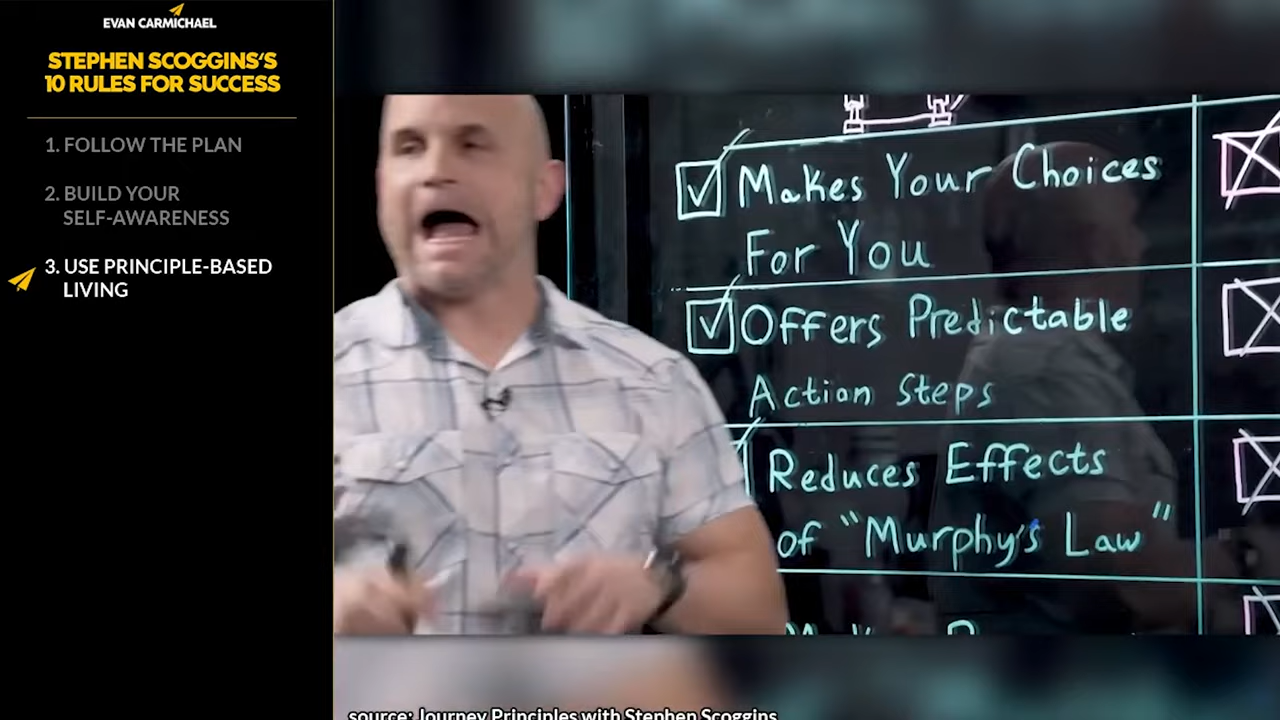 EVAN CARMICHAEL
STEPHEN SCOGGINS'S
10 RULES FOR SUCCESS
1. FOLLOW THE PLAN
2. BUILD YOUR
SELF-AWARENESS
3. USE PRINCIPLE-BASED
LIVING
Makes Your Choices
For You
Offers Predictable
Action Steps
Reduces Effects
of "Murphy's Law"
source: Journey Principles with Stephen Scoggins